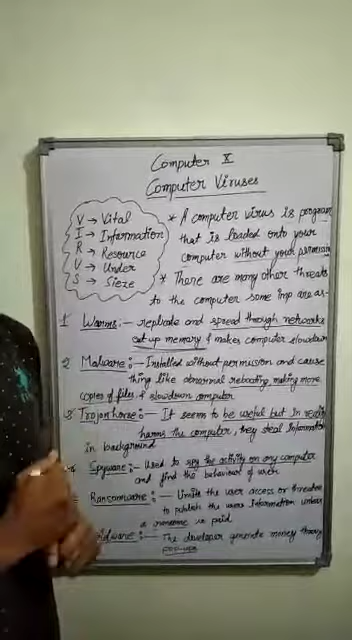 Computer X
Computer Viruses
V → Vital
I → Information
R → Resource
U → Under
S → Sieze
* A computer virus is program
that is loaded onto your
computer without your permission
* There are many other threats
to the computer some imp are as-
1 Worms:- replicate and spread through networks
eat up memory & makes computer slowdown
2 Malware:- Installed without permission and cause
thing like abnormal rebooting, making more
copies of files & slowdown computer
3 Trojan horse:- It seems to be useful but in reality
harms the computer, they steal Information
in background
Spyware:- Used to spy the activity on any computer
and find the behaviour of user
Ransomware:- the user access or threaten
to publish the users Information unless
a is paid
:- The developer generate money through
pop-ups